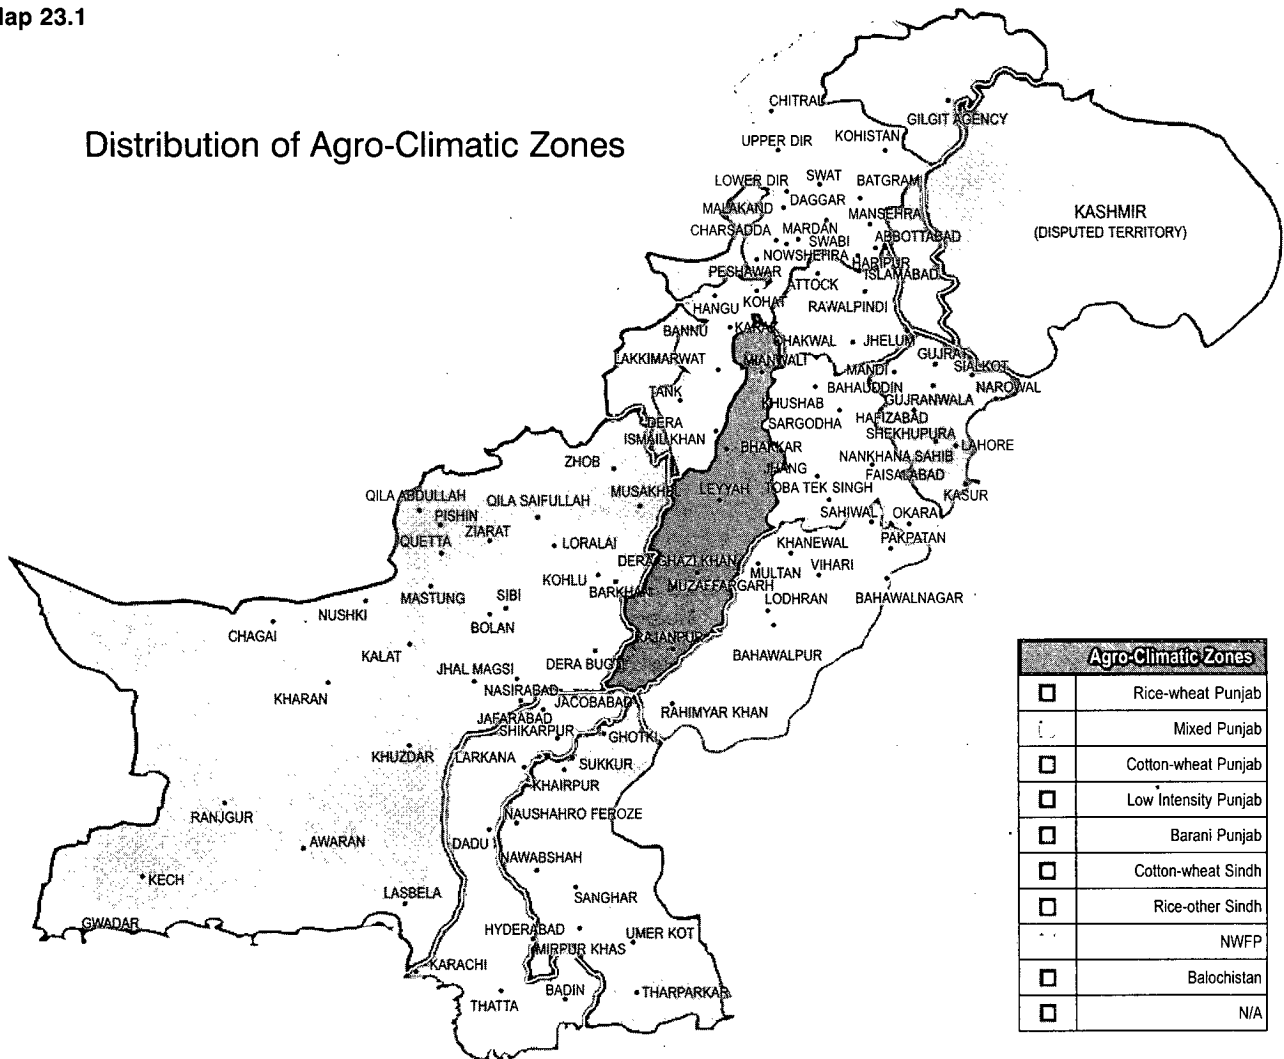 Map 23.1
Distribution of Agro-Climatic Zones
CHITRAL
GILGIT AGENCY
UPPER DIR
KOHISTAN
LOWER DIR
SWAT
BATGRAM
DAGGAR
MALAKAND
MANSEHRA
KASHMIR
(DISPUTED TERRITORY)
CHARSADDA
MARDAN
SWABI
ABBOTTABAD
NOWSHEHRA
HARIPUR
PESHAWAR
ISLAMABAD
ATTOCK
HANGU
KOHAT
RAWALPINDI
BANNU
KARAK
CHAKWAL
JHELUM
LAKKIMARWAT
MIANWALI
GUJRAT
SIALKOT
MANDI
BAHAUDDIN
NAROWAL
TANK
KHUSHAB
GUJRANWALA
SARGODHA
HAFIZABAD
DERA
ISMAIL KHAN
SHEKHUPURA
BHAKKAR
LAHORE
NANKHANA SAHIB
ZHOB
JHANG
FAISALABAD
QILA ABDULLAH
QILA SAIFULLAH
MUSAKHEL
LEYYAH
TOBA TEK SINGH
KASUR
PISHIN
SAHIWAL
OKARA
ZIARAT
QUETTA
LORALAI
KHANEWAL
PAKPATAN
DERA GHAZI KHAN
KOHLU
MULTAN
VIHARI
BARKHAN
MUZAFFARGARH
MASTUNG
SIBI
LODHRAN
BAHAWALNAGAR
NUSHKI
BOLAN
CHAGAI
RAJANPUR
KALAT
DERA BUGTI
BAHAWALPUR
JHAL MAGSI
KHARAN
NASIRABAD
JACOBABAD
JAFARABAD
RAHIMYAR KHAN
SHIKARPUR
GHOTKI
KHUZDAR
LARKANA
SUKKUR
KHAIRPUR
RANJGUR
NAUSHAHRO FEROZE
AWARAN
DADU
NAWABSHAH
KECH
LASBELA
SANGHAR
GWADAR
HYDERABAD
UMER KOT
MIRPUR KHAS
KARACHI
BADIN
THARPARKAR
THATTA
Agro-Climatic Zones
Rice-wheat Punjab
Mixed Punjab
Cotton-wheat Punjab
Low Intensity Punjab
Barani Punjab
Cotton-wheat Sindh
Rice-other Sindh
NWFP
Balochistan
N/A